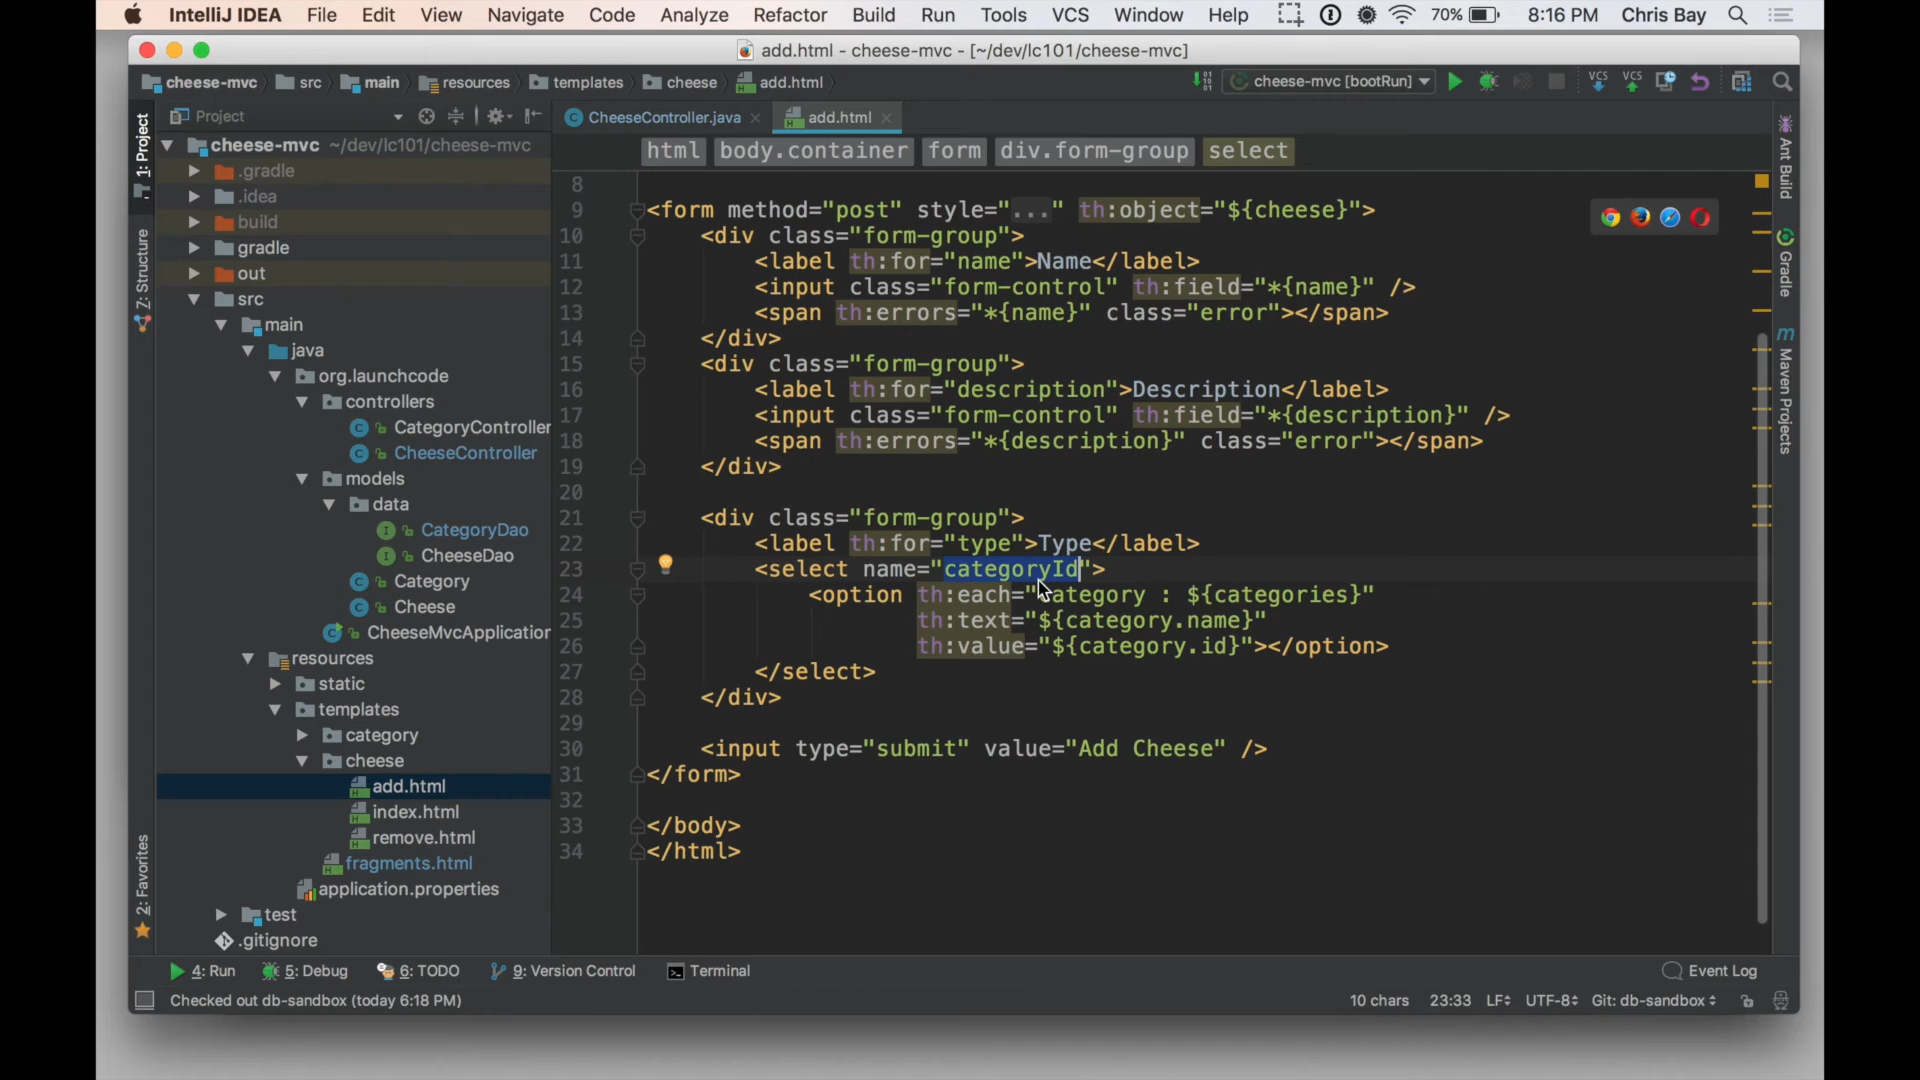 IntelliJ IDEA File Edit View Navigate Code Analyze Refactor Build Run Tools VCS Window Help 70% 8:16 PM Chris Bay
add.html - cheese-mvc - [~/dev/lc101/cheese-mvc]
cheese-mvc src main resources templates cheese add.html cheese-mvc [bootRun] VCS VCS
Project
CheeseController.java add.html
html body.container form div.form-group select
1: Project
Z: Structure
2: Favorites
cheese-mvc ~/dev/lc101/cheese-mvc
.gradle
.idea
build
gradle
out
src
main
java
org.launchcode
controllers
CategoryController
CheeseController
models
data
CategoryDao
CheeseDao
Category
Cheese
CheeseMvcApplication
resources
static
templates
category
cheese
add.html
index.html
remove.html
fragments.html
application.properties
test
.gitignore
8
9 <form method="post" style="..." th:object="${cheese}">
10 <div class="form-group">
11 <label th:for="name">Name</label>
12 <input class="form-control" th:field="*{name}" />
13 <span th:errors="*{name}" class="error"></span>
14 </div>
15 <div class="form-group">
16 <label th:for="description">Description</label>
17 <input class="form-control" th:field="*{description}" />
18 <span th:errors="*{description}" class="error"></span>
19 </div>
20
21 <div class="form-group">
22 <label th:for="type">Type</label>
23 <select name="categoryId">
24 <option th:each="category : ${categories}"
25 th:text="${category.name}"
26 th:value="${category.id}"></option>
27 </select>
28 </div>
29
30 <input type="submit" value="Add Cheese" />
31 </form>
32
33 </body>
34 </html>
Ant Build
Gradle
m Maven Projects
4: Run 5: Debug 6: TODO 9: Version Control Terminal Event Log
Checked out db-sandbox (today 6:18 PM) 10 chars 23:33 LF UTF-8 Git: db-sandbox